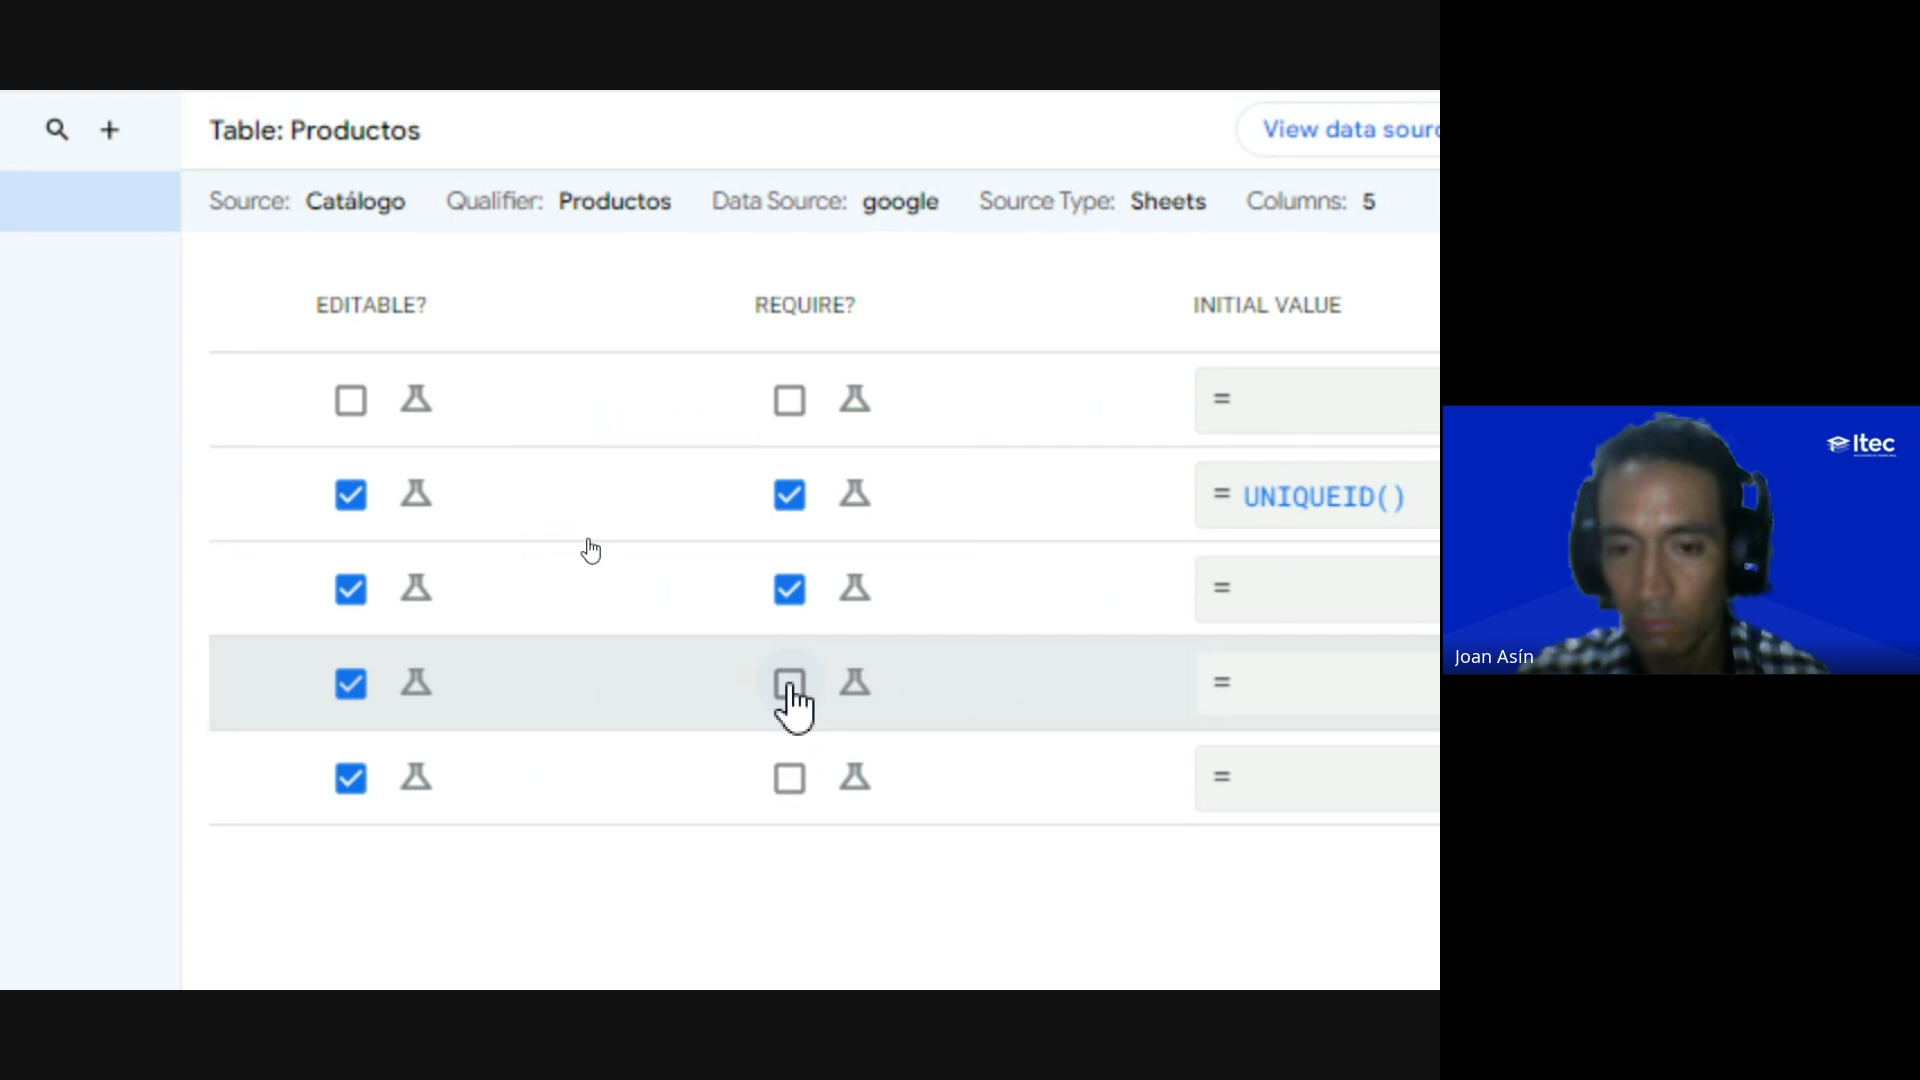 Table: Productos
View data sourc
Source: Catálogo Qualifier: Productos Data Source: google Source Type: Sheets Columns: 5
EDITABLE? REQUIRE? INITIAL VALUE
=
= UNIQUEID()
=
=
=
Itec
Joan Asín